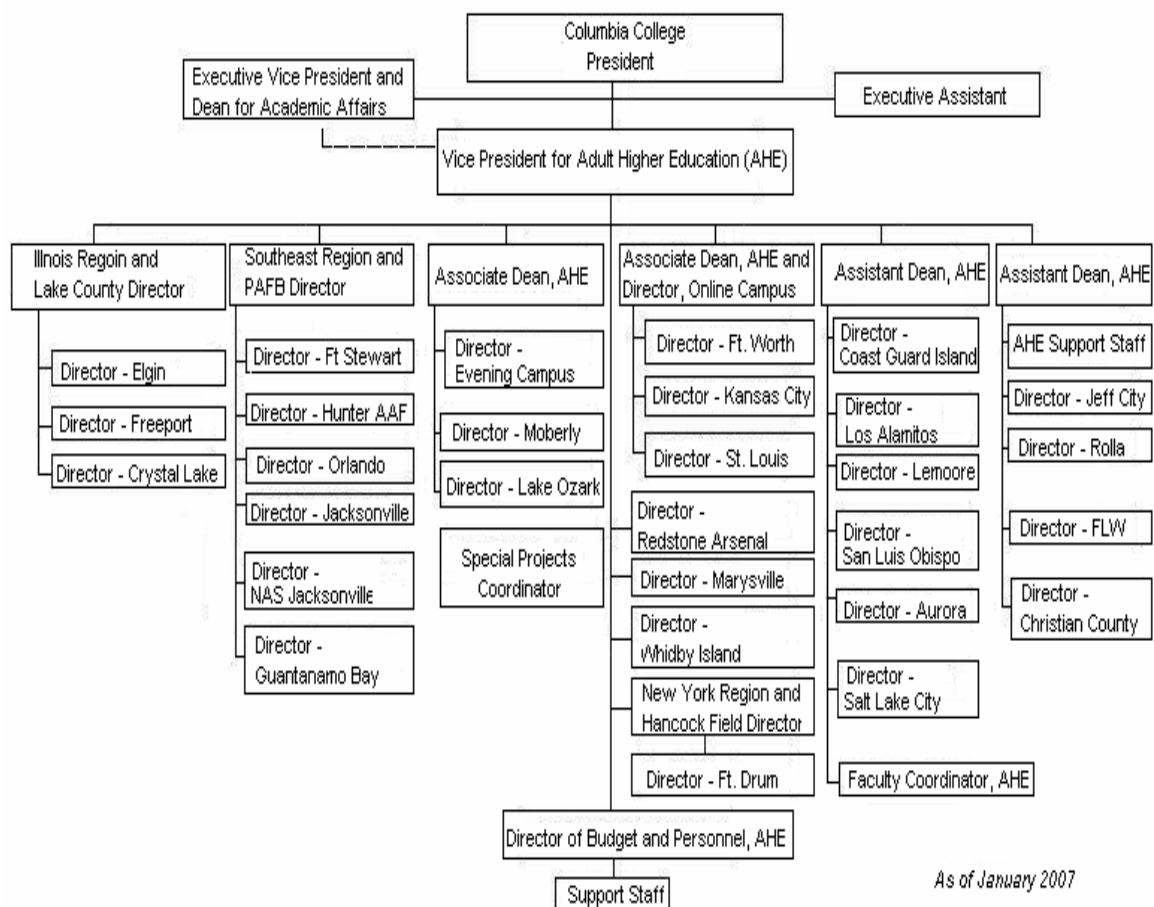 Columbia College
President
Executive Vice President and
Dean for Academic Affairs
Executive Assistant
Vice President for Adult Higher Education (AHE)
Illinois Regoin and
Lake County Director
Director - Elgin
Director - Freeport
Director - Crystal Lake
Southeast Region and
PAFB Director
Director - Ft Stewart
Director - Hunter AAF
Director - Orlando
Director - Jacksonville
Director -
NAS Jacksonville
Director -
Guantanamo Bay
Associate Dean, AHE
Director -
Evening Campus
Director - Moberly
Director - Lake Ozark
Special Projects
Coordinator
Associate Dean, AHE and
Director, Online Campus
Director - Ft. Worth
Director - Kansas City
Director - St. Louis
Director -
Redstone Arsenal
Director - Marysville
Director -
Whidby Island
New York Region and
Hancock Field Director
Director - Ft. Drum
Assistant Dean, AHE
Director -
Coast Guard Island
Director -
Los Alamitos
Director - Lemoore
Director -
San Luis Obispo
Director - Aurora
Director -
Salt Lake City
Faculty Coordinator, AHE
Assistant Dean, AHE
AHE Support Staff
Director - Jeff City
Director - Rolla
Director - FLW
Director -
Christian County
Director of Budget and Personnel, AHE
Support Staff
As of January 2007